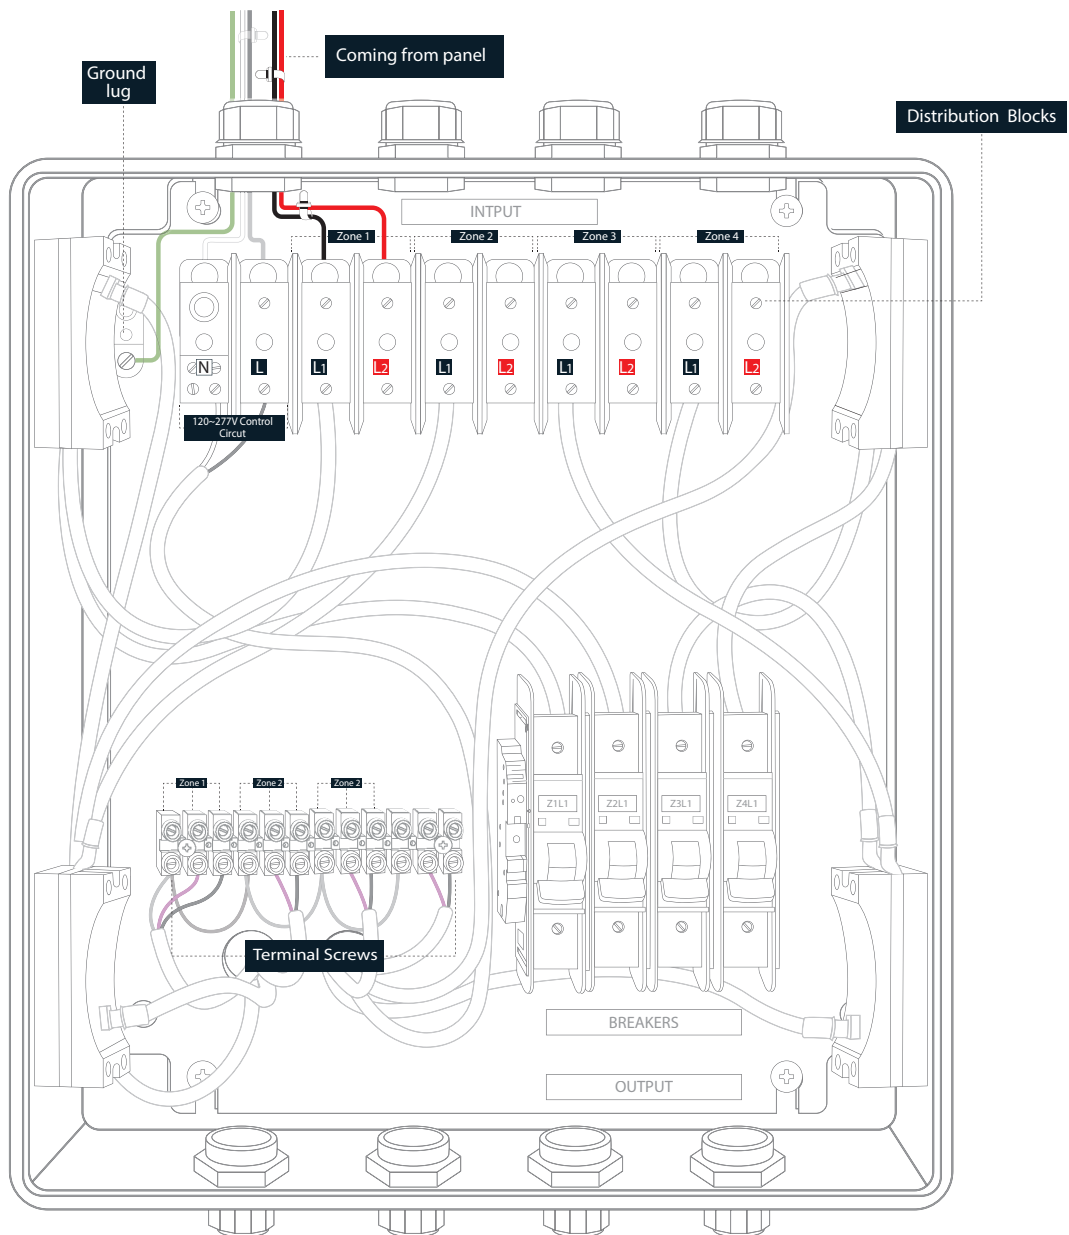 Coming from panel
Ground
lug
Distribution Blocks
INTPUT
Zone 1
Zone 2
Zone 3
Zone 4
N
L
L1
L2
L1
L2
L1
L2
L1
L2
120~277V Control
Circut
Zone 1
Zone 2
Zone 2
Z1L1
Z2L1
Z3L1
Z4L1
Terminal Screws
BREAKERS
OUTPUT